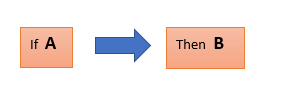 If A
Then B